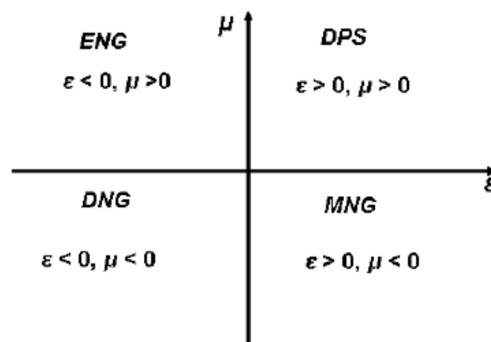 μ
ENG
ε < 0, μ >0
DPS
ε > 0, μ > 0
ε
DNG
ε < 0, μ < 0
MNG
ε > 0, μ < 0